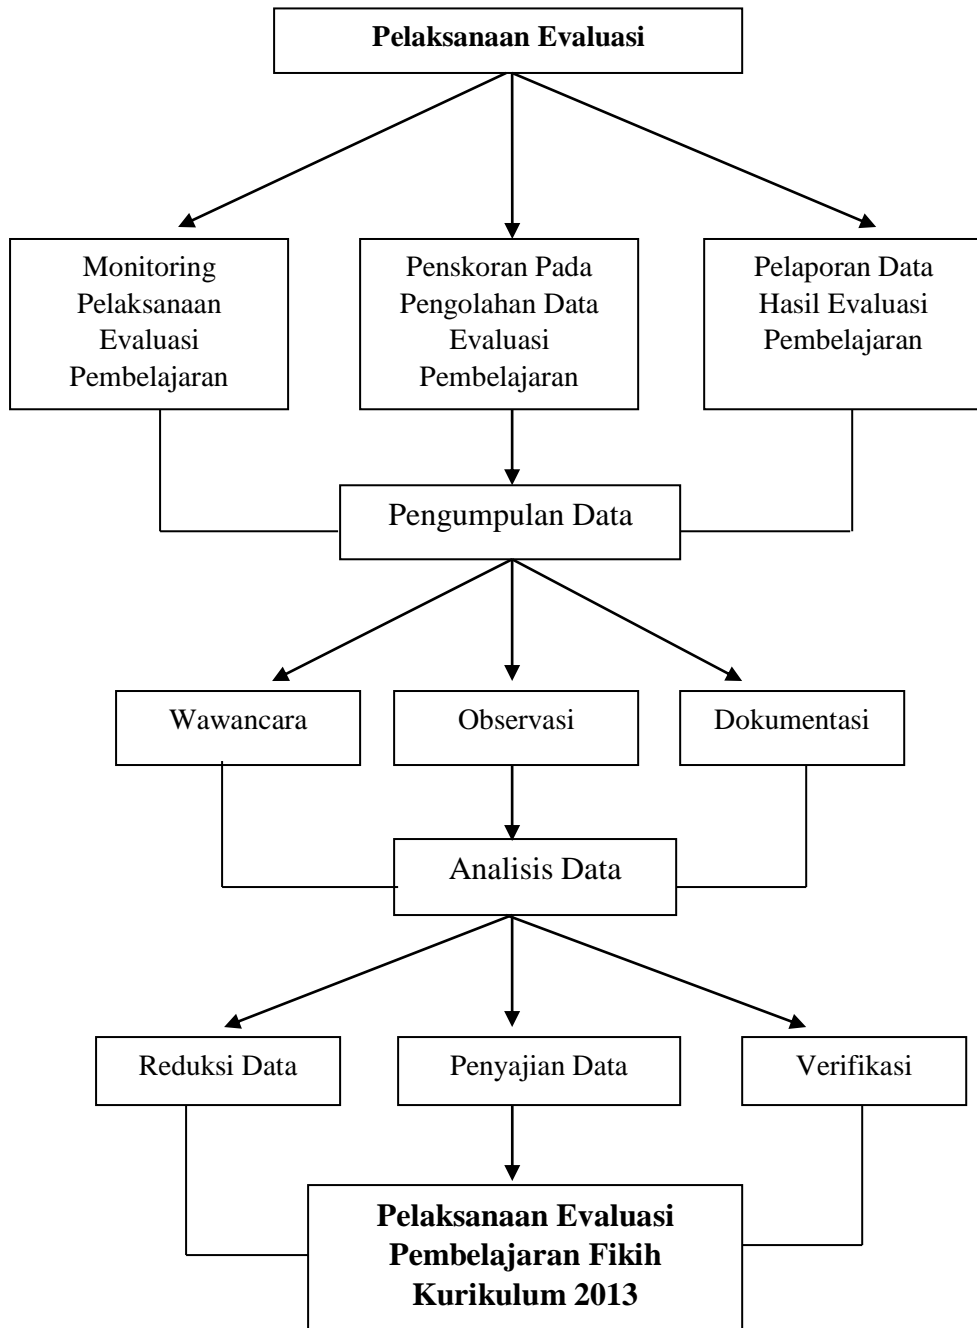 Pelaksanaan Evaluasi
Monitoring
Pelaksanaan
Evaluasi
Pembelajaran
Penskoran Pada
Pengolahan Data
Evaluasi
Pembelajaran
Pelaporan Data
Hasil Evaluasi
Pembelajaran
Pengumpulan Data
Wawancara
Observasi
Dokumentasi
Analisis Data
Reduksi Data
Penyajian Data
Verifikasi
Pelaksanaan Evaluasi
Pembelajaran Fikih
Kurikulum 2013